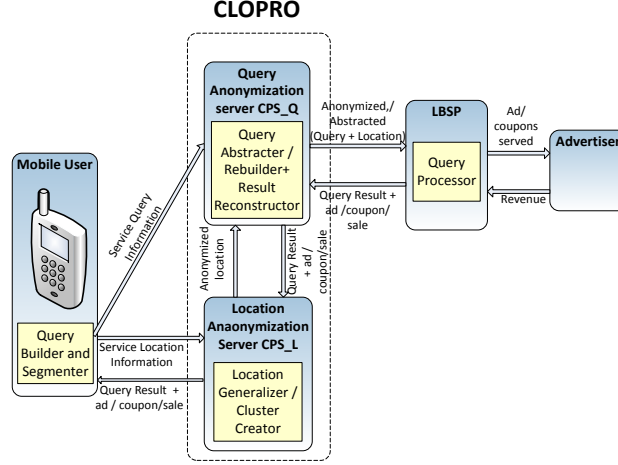 CLOPRO
Query
Anonymization
server CPS_Q
Query
Abstracter /
Rebuilder+
Result
Reconstructor
Anonymized,/
Abstracted
(Query + Location)
LBSP
Query
Processor
Ad/
coupons
served
Advertiser
Query Result +
ad /coupon/
sale
Revenue
Mobile User
Service Query
Information
Anonymized
location
Query Result
+ ad /
coupon/sale
Query
Builder and
Segmenter
Service Location
Information
Query Result +
ad / coupon/sale
Location
Anaonymization
Server CPS_L
Location
Generalizer /
Cluster
Creator